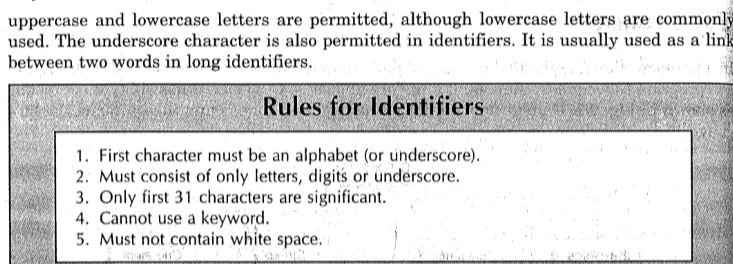 uppercase and lowercase letters are permitted, although lowercase letters are commonly
used. The underscore character is also permitted in identifiers. It is usually used as a link
between two words in long identifiers.
Rules for Identifiers
1. First character must be an alphabet (or underscore).
2. Must consist of only letters, digits or underscore.
3. Only first 31 characters are significant.
4. Cannot use a keyword.
5. Must not contain white space.